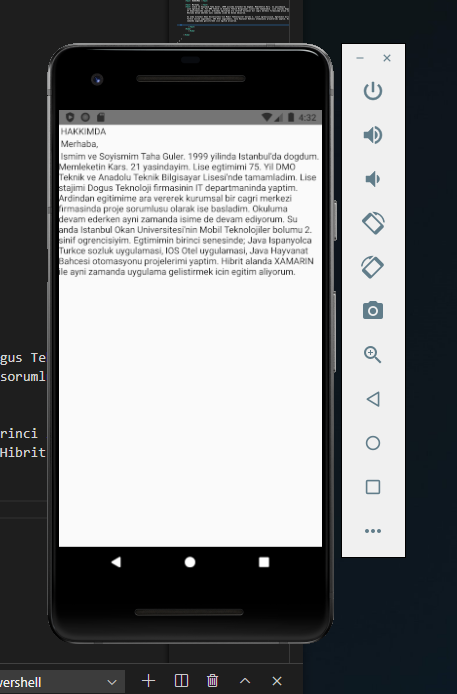 4:32
HAKKIMDA
Merhaba,
Ismim ve Soyismim Taha Guler. 1999 yilinda Istanbul'da dogdum.
Memleketin Kars. 21 yasindayim. Lise egtimimi 75. Yil DMO
Teknik ve Anadolu Teknik Bilgisayar Lisesi'nde tamamladim. Lise
stajimi Dogus Teknoloji firmasinin IT departmaninda yaptim.
Ardindan egitimime ara vererek kurumsal bir cagri merkezi
firmasinda proje sorumlusu olarak ise basladim. Okuluma
devam ederken ayni zamanda isime de devam ediyorum. Su
anda Istanbul Okan Universitesi'nin Mobil Teknolojiler bolumu 2.
sinif ogrencisiyim. Egtimimin birinci senesinde; Java Ispanyolca
Turkce sozluk uygulamasi, IOS Otel uygulamasi, Java Hayvanat
Bahcesi otomasyonu projelerimi yaptim. Hibrit alanda XAMARIN
ile ayni zamanda uygulama gelistirmek icin egitim aliyorum.
gus Te
soruml
rinci
Hibrit
ershell